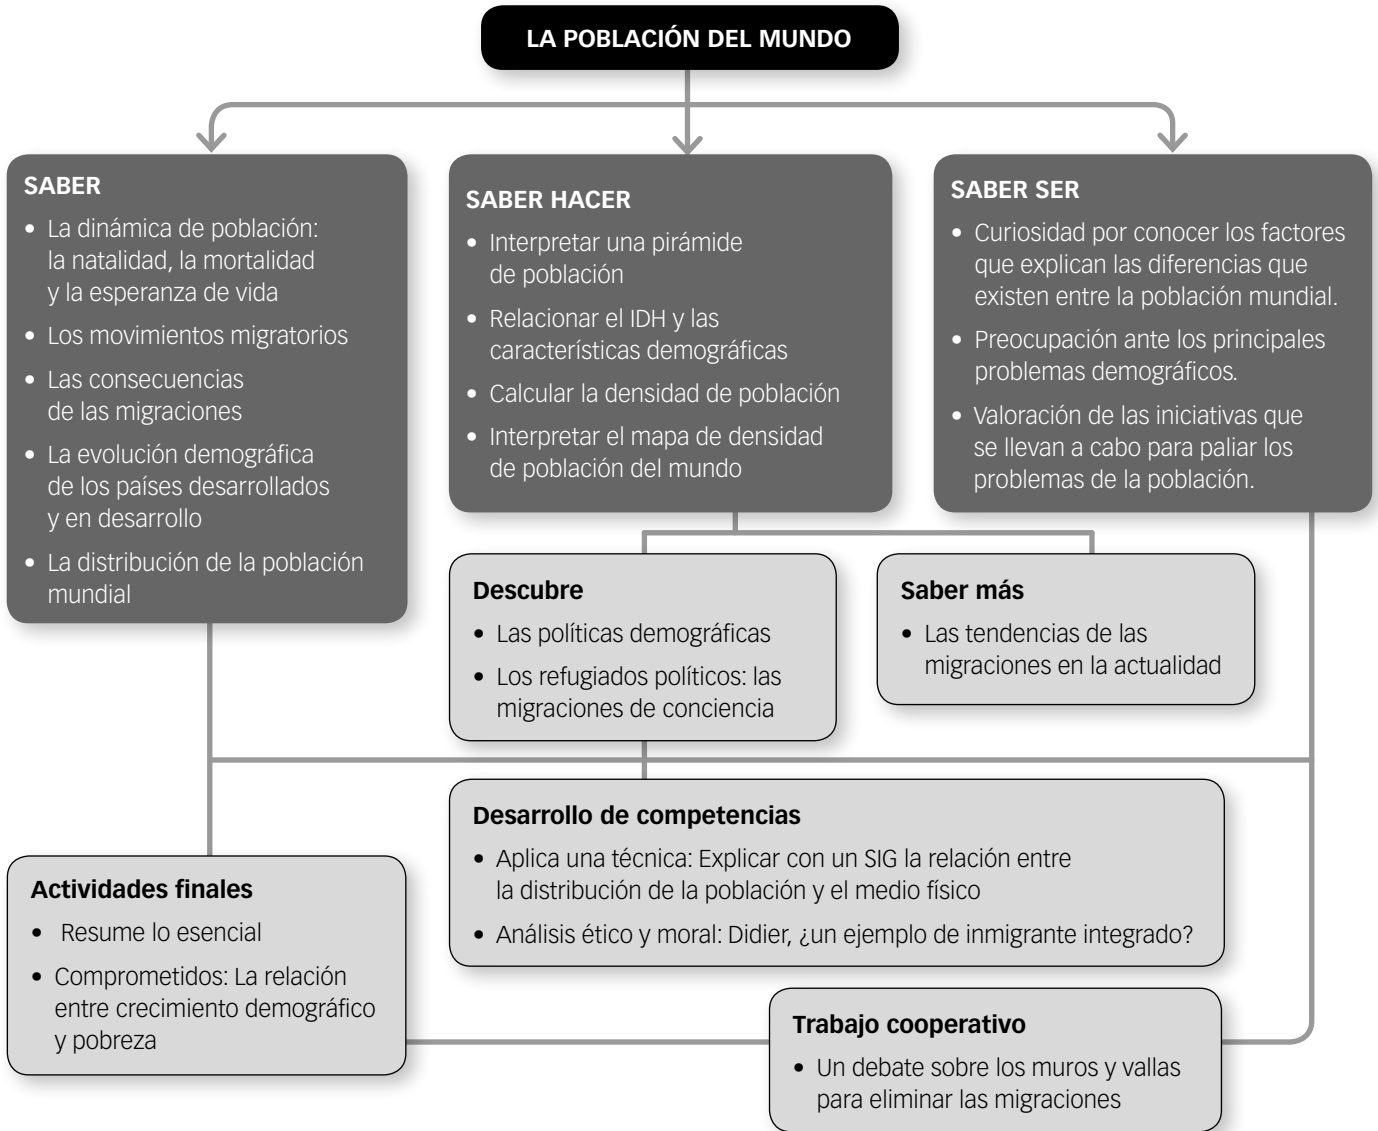 LA POBLACIÓN DEL MUNDO
SABER
• La dinámica de población:
la natalidad, la mortalidad
y la esperanza de vida
• Los movimientos migratorios
• Las consecuencias
de las migraciones
• La evolución demográfica
de los países desarrollados
y en desarrollo
• La distribución de la población
mundial
SABER HACER
• Interpretar una pirámide
de población
• Relacionar el IDH y las
características demográficas
• Calcular la densidad de población
• Interpretar el mapa de densidad
de población del mundo
SABER SER
• Curiosidad por conocer los factores
que explican las diferencias que
existen entre la población mundial.
• Preocupación ante los principales
problemas demográficos.
• Valoración de las iniciativas que
se llevan a cabo para paliar los
problemas de la población.
Descubre
• Las políticas demográficas
• Los refugiados políticos: las
migraciones de conciencia
Saber más
• Las tendencias de las
migraciones en la actualidad
Desarrollo de competencias
• Aplica una técnica: Explicar con un SIG la relación entre
la distribución de la población y el medio físico
• Análisis ético y moral: Didier, ¿un ejemplo de inmigrante integrado?
Actividades finales
• Resume lo esencial
• Comprometidos: La relación
entre crecimiento demográfico
y pobreza
Trabajo cooperativo
• Un debate sobre los muros y vallas
para eliminar las migraciones